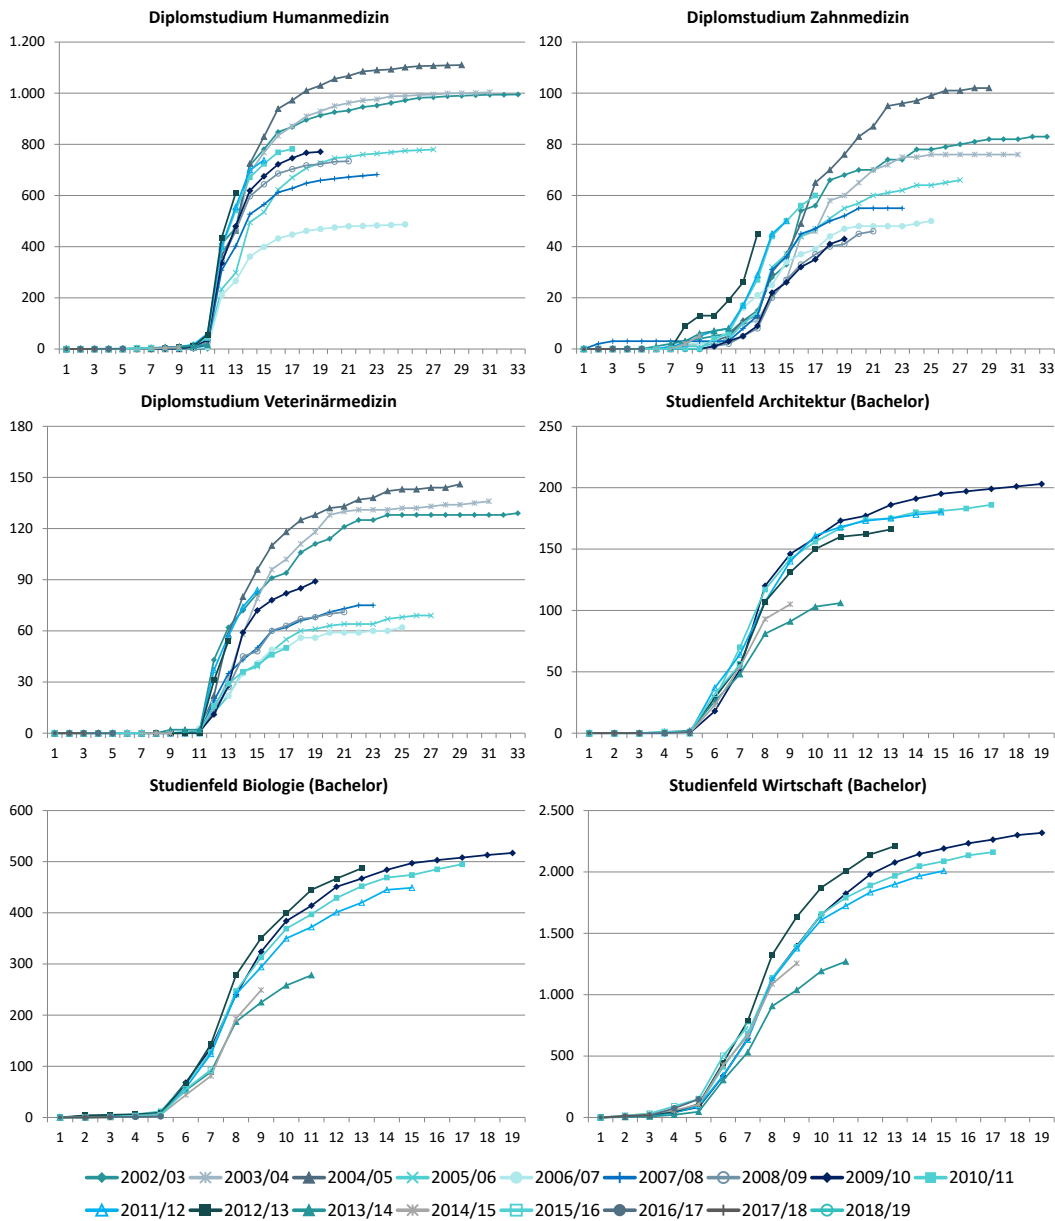 Diplomstudium Humanmedizin
1.200
1.000
800
600
400
200
0
1 3 5 7 9 11 13 15 17 19 21 23 25 27 29 31 33
Diplomstudium Zahnmedizin
120
100
80
60
40
20
0
1 3 5 7 9 11 13 15 17 19 21 23 25 27 29 31 33
Diplomstudium Veterinärmedizin
180
150
120
90
60
30
0
1 3 5 7 9 11 13 15 17 19 21 23 25 27 29 31 33
Studienfeld Architektur (Bachelor)
250
200
150
100
50
0
1 2 3 4 5 6 7 8 9 10 11 12 13 14 15 16 17 18 19
Studienfeld Biologie (Bachelor)
600
500
400
300
200
100
0
1 2 3 4 5 6 7 8 9 10 11 12 13 14 15 16 17 18 19
Studienfeld Wirtschaft (Bachelor)
2.500
2.000
1.500
1.000
500
0
1 2 3 4 5 6 7 8 9 10 11 12 13 14 15 16 17 18 19
2002/03 2003/04 2004/05 2005/06 2006/07 2007/08 2008/09 2009/10 2010/11
2011/12 2012/13 2013/14 2014/15 2015/16 2016/17 2017/18 2018/19